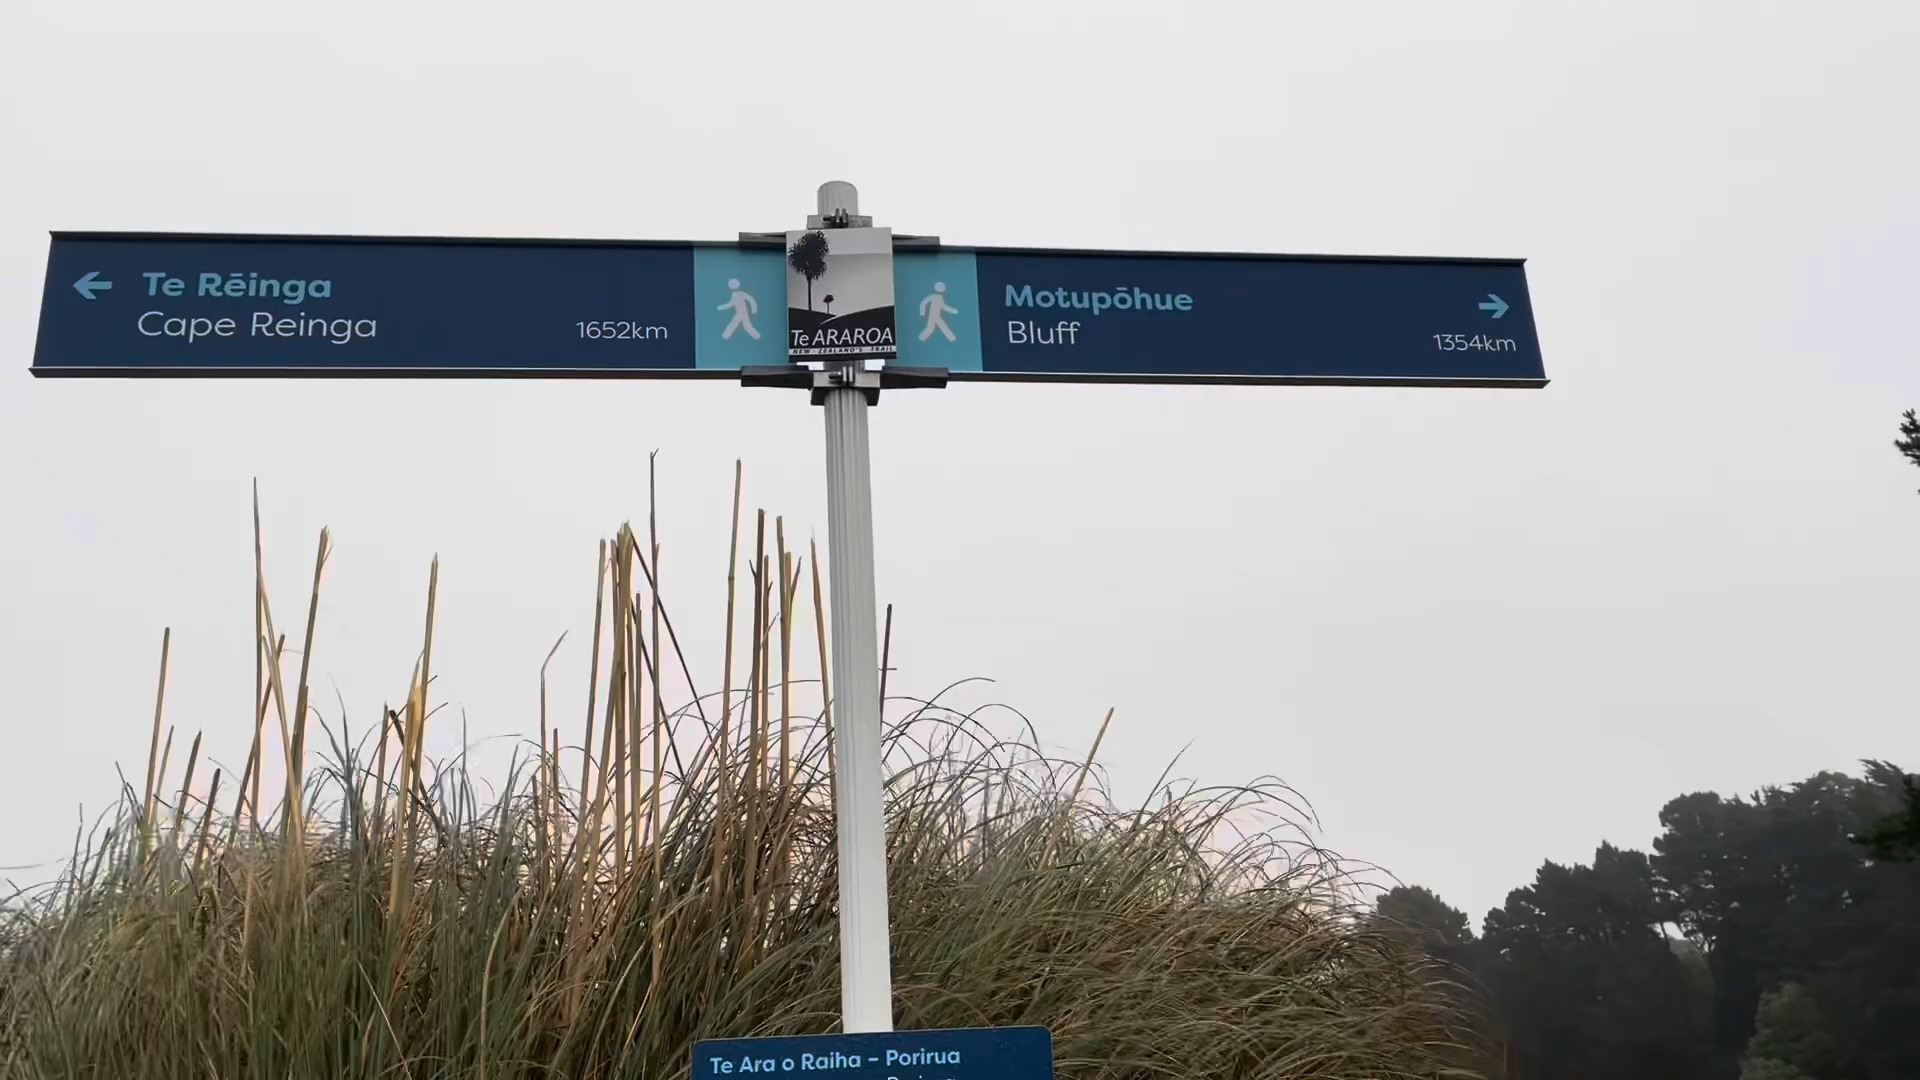 Te Rēinga
Cape Reinga
1652km
Te ARAROA
NEW ZEALAND'S TRAIL
Motupōhue
Bluff
1354km
Te Ara o Raiha – Porirua